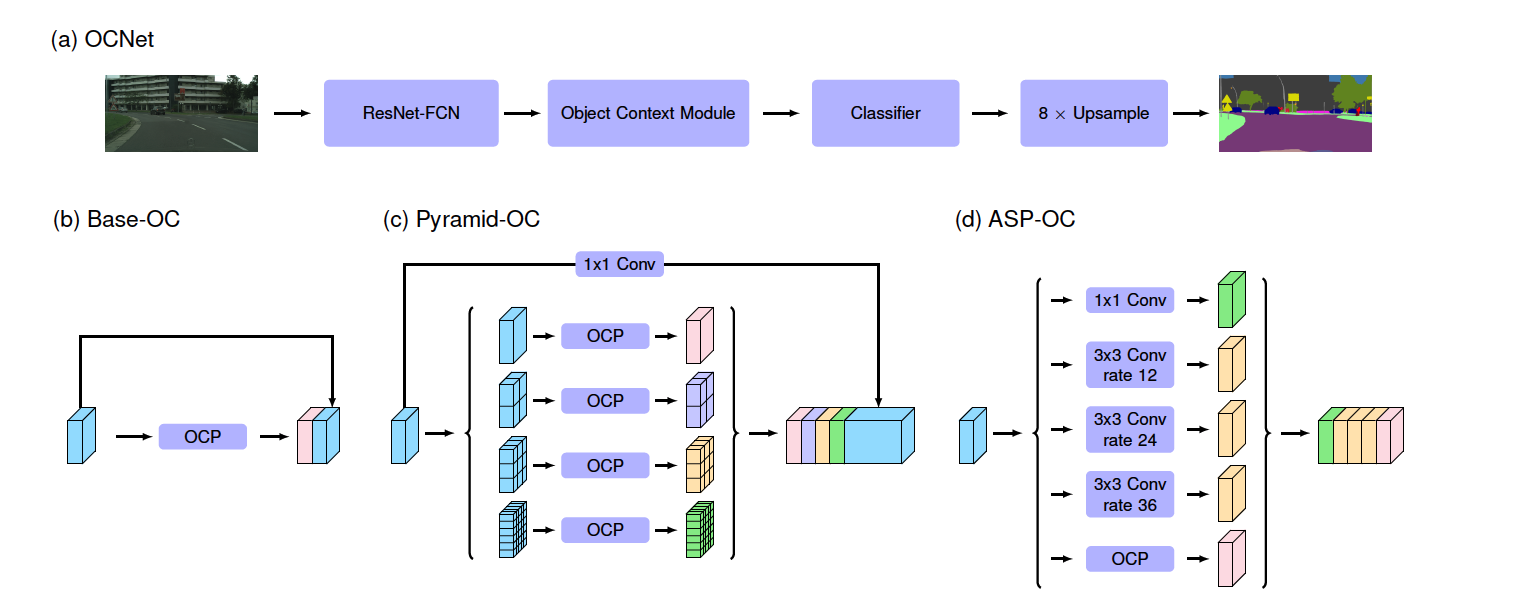 (a) OCNet
ResNet-FCN
Object Context Module
Classifier
8 × Upsample
(b) Base-OC
(c) Pyramid-OC
(d) ASP-OC
OCP
1x1 Conv
OCP
OCP
OCP
OCP
1x1 Conv
3x3 Conv
rate 12
3x3 Conv
rate 24
3x3 Conv
rate 36
OCP